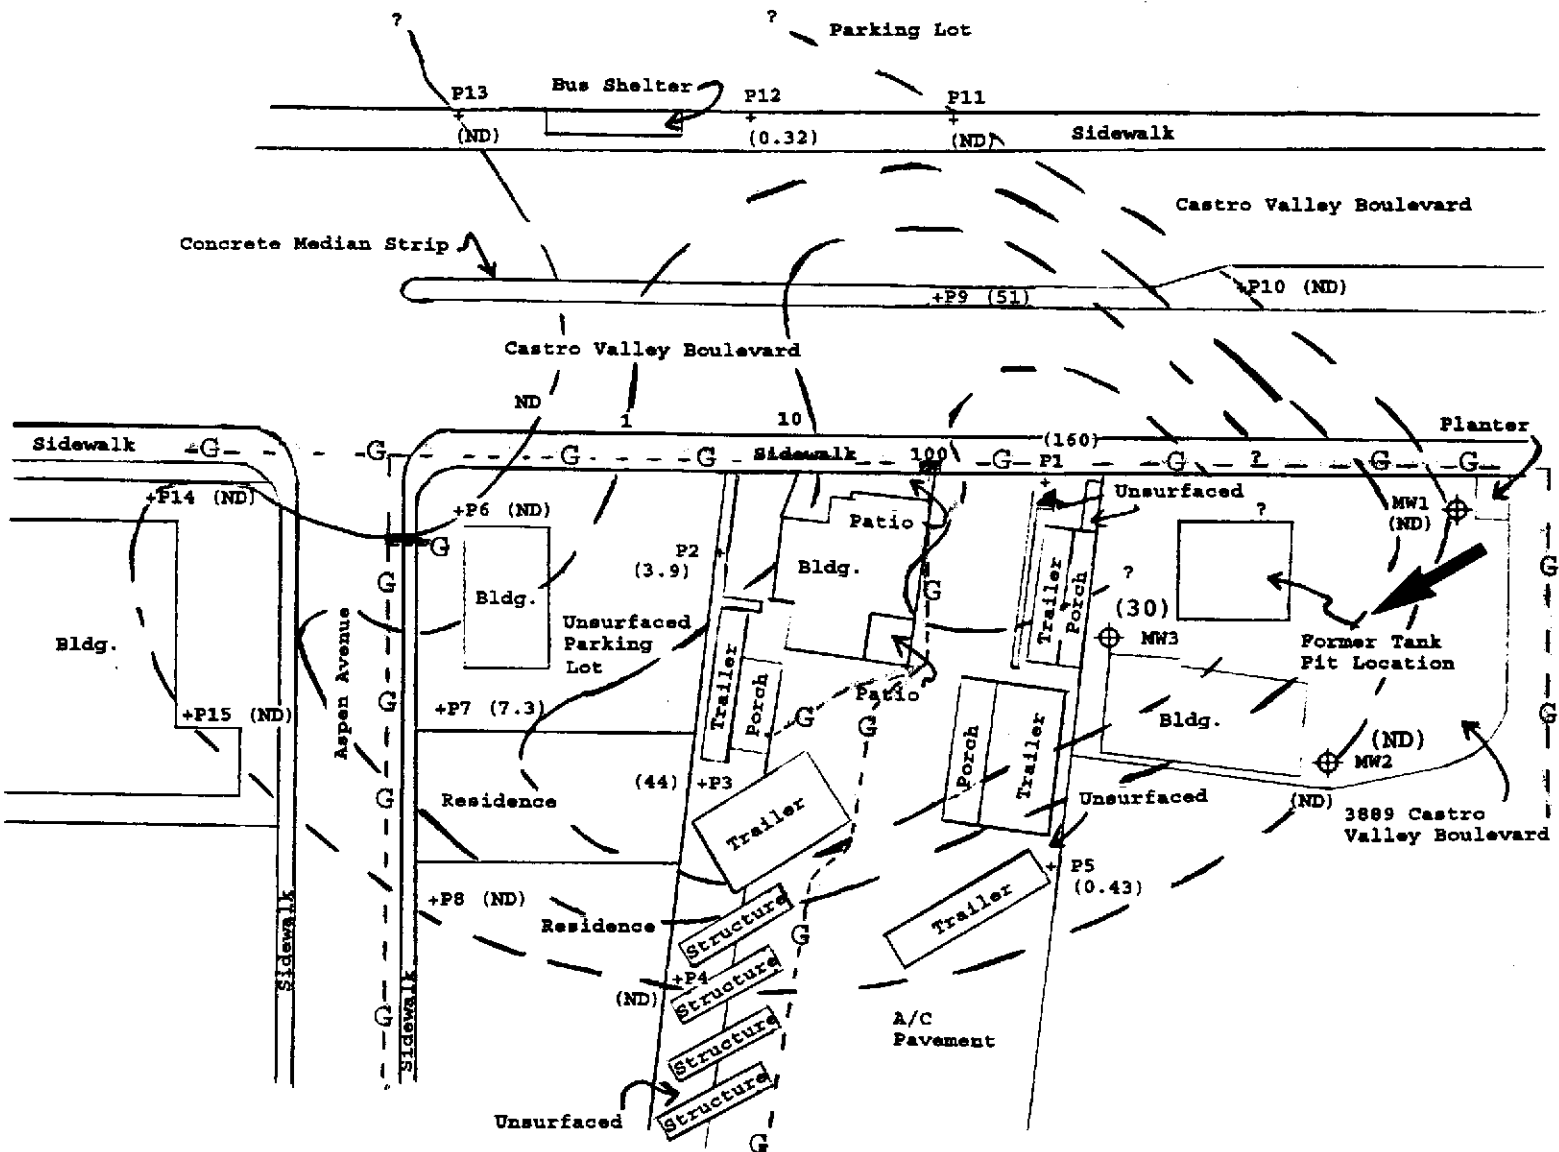 ?
?
Parking Lot
Bus Shelter
P13
P12
P11
(ND)
(0.32)
(ND)
Sidewalk
Castro Valley Boulevard
Concrete Median Strip
+P9 (51)
+P10 (ND)
Castro Valley Boulevard
ND
1
10
Planter
Sidewalk
G
G
G
G
Sidewalk
100
G
(160)
P1
G
?
G
G
+P14 (ND)
+P6 (ND)
Patio
Unsurfaced
MW1
(ND)
?
G
P2
(3.9)
Bldg.
G
G
Bldg.
G
Trailer
Porch
?
(30)
MW3
G
Former Tank
Pit Location
Bldg.
Aspen Avenue
Unsurfaced
Parking
Lot
Trailer
Porch
Patio
+P15 (ND)
G
+P7 (7.3)
G
G
Porch
Trailer
Bldg.
(ND)
MW2
G
(44) +P3
Residence
G
Trailer
Unsurfaced
(ND)
3889 Castro
Valley Boulevard
+P8 (ND)
Residence
Structure
G
Trailer
P5
(0.43)
Sidewalk
Sidewalk
G
+P4
(ND)
Structure
A/C
Pavement
Structure
Unsurfaced
Structure
G